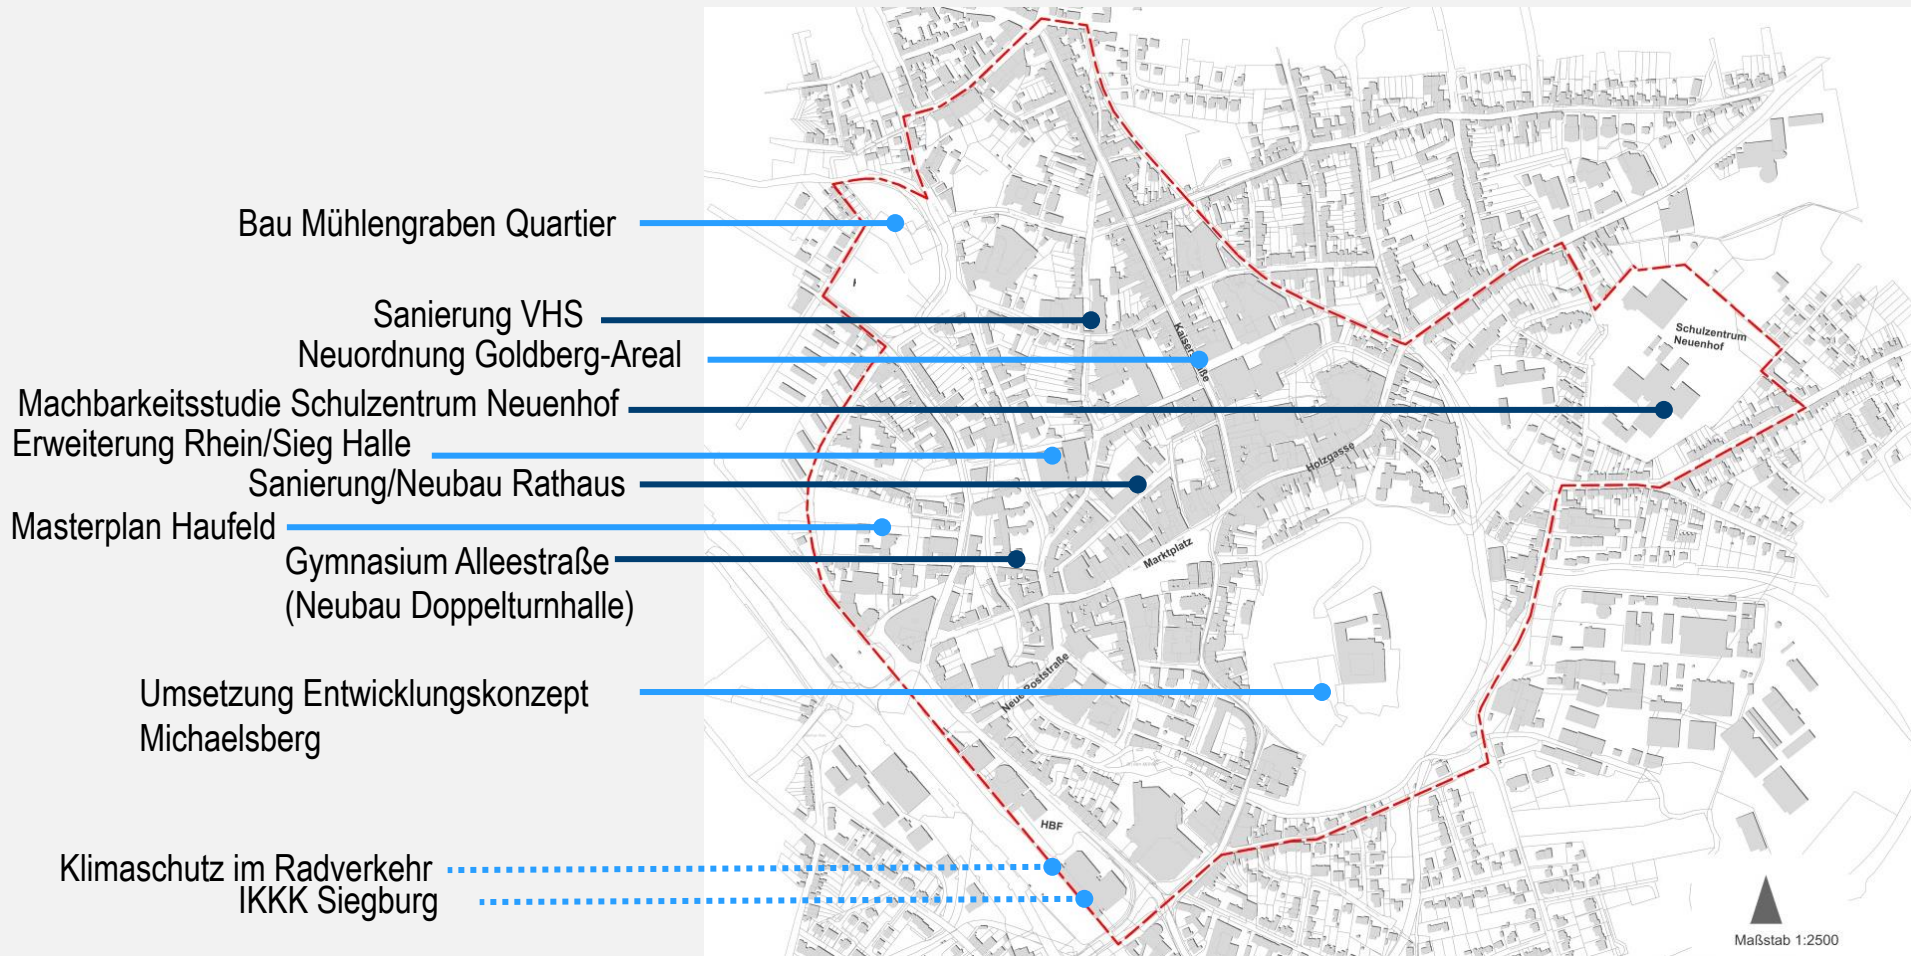 Bau Mühlengraben Quartier
Sanierung VHS
Neuordnung Goldberg-Areal
Machbarkeitsstudie Schulzentrum Neuenhof
Erweiterung Rhein/Sieg Halle
Sanierung/Neubau Rathaus
Masterplan Haufeld
Gymnasium Alleestraße
(Neubau Doppelturnhalle)
Umsetzung Entwicklungskonzept
Michaelsberg
Klimaschutz im Radverkehr
IKKK Siegburg
Kaiserstraße
Schulzentrum
Neuenhof
Holzgasse
Marktplatz
Neue Poststraße
HBF
Maßstab 1:2500